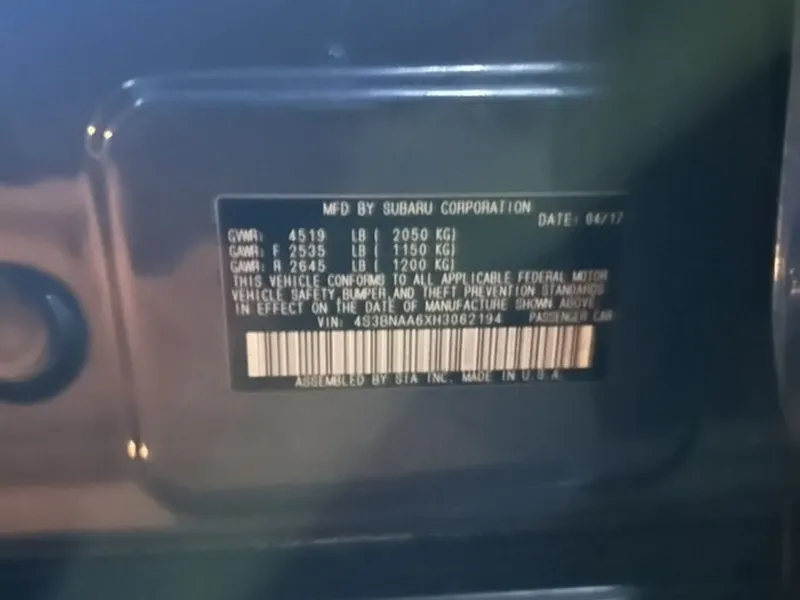 MFD BY SUBARU CORPORATION
DATE: 04/17
GVWR: 4519 LB ( 2050 KG)
GAWR: F 2535 LB ( 1150 KG)
GAWR: R 2645 LB ( 1200 KG)
THIS VEHICLE CONFORMS TO ALL APPLICABLE FEDERAL MOTOR
VEHICLE SAFETY, BUMPER, AND THEFT PREVENTION STANDARDS
IN EFFECT ON THE DATE OF MANUFACTURE SHOWN ABOVE
VIN: 4S3BNAA6XH3062194 PASSENGER CAR
ASSEMBLED BY SIA INC. MADE IN U.S.A.